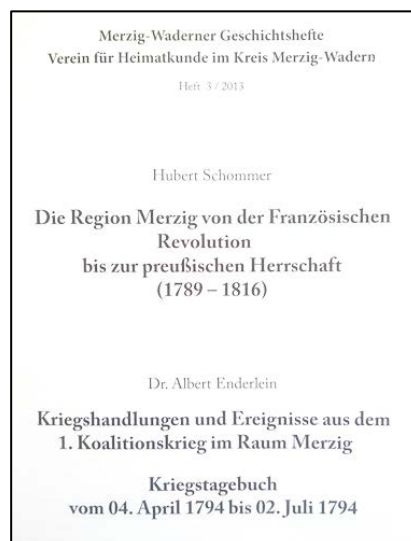 Merzig-Waderner Geschichtshefte
Verein für Heimatkunde im Kreis Merzig-Wadern
Heft 3 / 2013
Hubert Schommer
Die Region Merzig von der Französischen
Revolution
bis zur preußischen Herrschaft
(1789 – 1816)
Dr. Albert Enderlein
Kriegshandlungen und Ereignisse aus dem
1. Koalitionskrieg im Raum Merzig
Kriegstagebuch
vom 04. April 1794 bis 02. Juli 1794